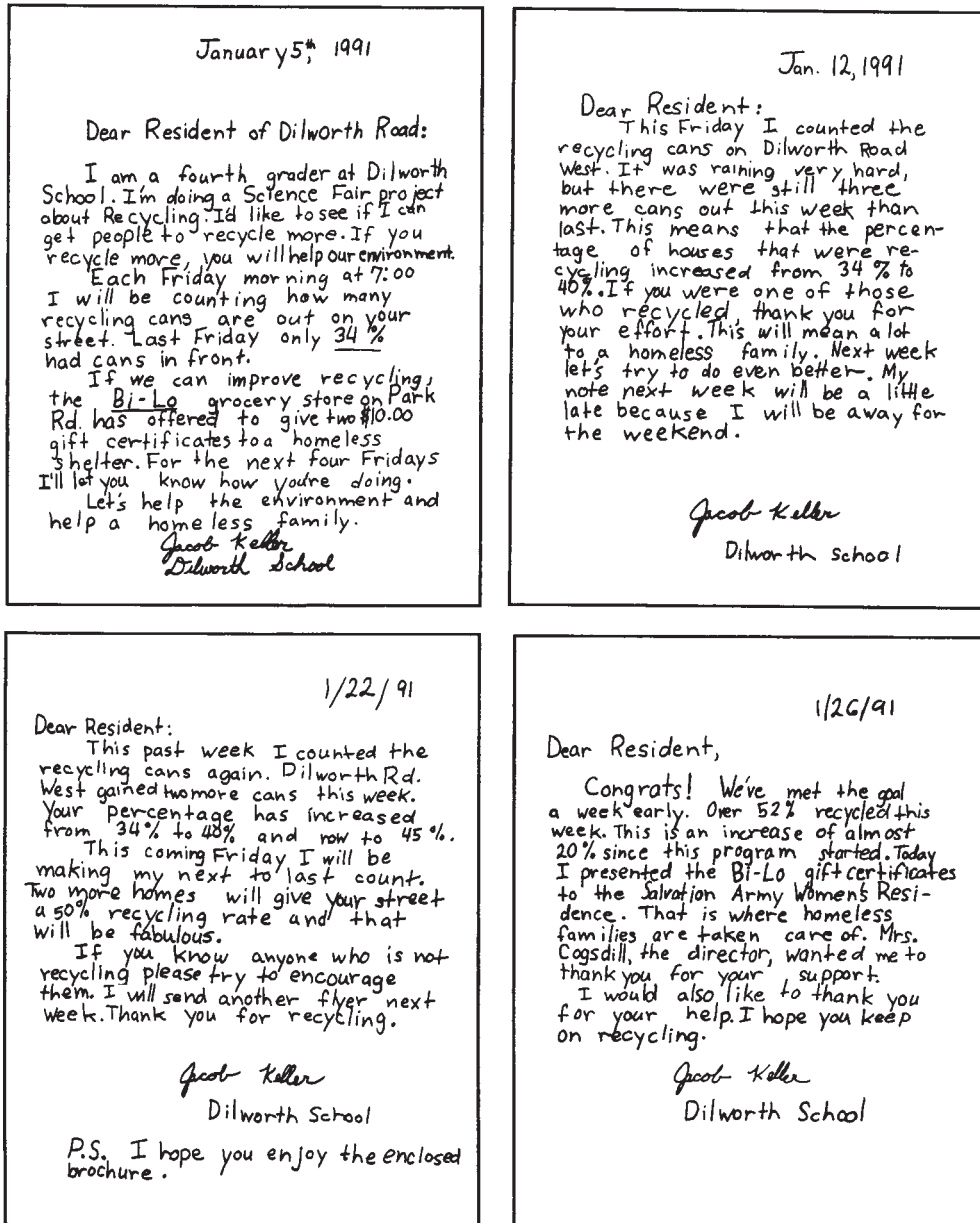 January 5th, 1991
Dear Resident of Dilworth Road:
I am a fourth grader at Dilworth
School. I'm doing a Science Fair project
about Recycling. I'd like to see if I can
get people to recycle more. If you
recycle more, you will help our environment.
Each Friday morning at 7:00
I will be counting how many
recycling cans are out on your
street. Last Friday only 34 %
had cans in front.
If we can improve recycling,
the Bi-Lo grocery store on Park
Rd. has offered to give two $10.00
gift certificates to a homeless
shelter. For the next four Fridays
I'll let you know how you're doing.
Let's help the environment and
help a homeless family.
Jacob Keller
Dilworth School
Jan. 12, 1991
Dear Resident:
This Friday I counted the
recycling cans on Dilworth Road
West. It was raining very hard,
but there were still three
more cans out this week than
last. This means that the percen-
tage of houses that were re-
cycling increased from 34 % to
40%. If you were one of those
who recycled, thank you for
your effort. This will mean a lot
to a homeless family. Next week
let's try to do even better. My
note next week will be a little
late because I will be away for
the weekend.
Jacob Keller
Dilworth School
1/22/91
Dear Resident:
This past week I counted the
recycling cans again. Dilworth Rd.
West gained two more cans this week.
Your percentage has increased
from 34% to 40% and now to 45 %.
This coming Friday I will be
making my next to last count.
Two more homes will give your street
a 50% recycling rate and that
will be fabulous.
If you know anyone who is not
recycling please try to encourage
them. I will send another flyer next
week. Thank you for recycling.
Jacob Keller
Dilworth School
P.S. I hope you enjoy the enclosed
brochure.
1/26/91
Dear Resident,
Congrats! We've met the goal
a week early. Over 52% recycled this
week. This is an increase of almost
20% since this program started. Today
I presented the Bi-Lo gift certificates
to the Salvation Army Women's Resi-
dence. That is where homeless
families are taken care of. Mrs.
Cogsdill, the director, wanted me to
thank you for your support.
I would also like to thank you
for your help. I hope you keep
on recycling.
Jacob Keller
Dilworth School